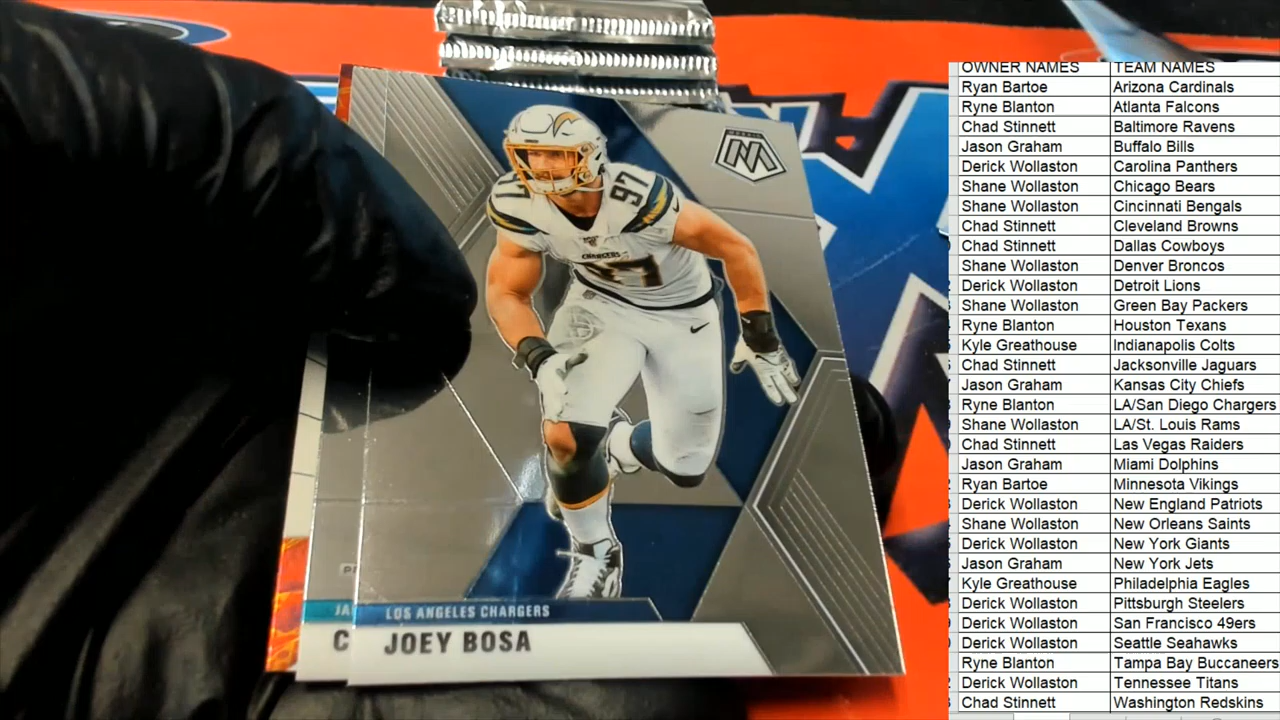 MOSAIC
97
97
CHARGERS
97
PR
JA
LOS ANGELES CHARGERS
C
JOEY BOSA
OWNER NAMES TEAM NAMES
Ryan Bartoe Arizona Cardinals
Ryne Blanton Atlanta Falcons
Chad Stinnett Baltimore Ravens
Jason Graham Buffalo Bills
Derick Wollaston Carolina Panthers
Shane Wollaston Chicago Bears
Shane Wollaston Cincinnati Bengals
Chad Stinnett Cleveland Browns
Chad Stinnett Dallas Cowboys
Shane Wollaston Denver Broncos
Derick Wollaston Detroit Lions
Shane Wollaston Green Bay Packers
Ryne Blanton Houston Texans
Kyle Greathouse Indianapolis Colts
Chad Stinnett Jacksonville Jaguars
Jason Graham Kansas City Chiefs
Ryne Blanton LA/San Diego Chargers
Shane Wollaston LA/St. Louis Rams
Chad Stinnett Las Vegas Raiders
Jason Graham Miami Dolphins
Ryan Bartoe Minnesota Vikings
Derick Wollaston New England Patriots
Shane Wollaston New Orleans Saints
Derick Wollaston New York Giants
Jason Graham New York Jets
Kyle Greathouse Philadelphia Eagles
Derick Wollaston Pittsburgh Steelers
Derick Wollaston San Francisco 49ers
Derick Wollaston Seattle Seahawks
Ryne Blanton Tampa Bay Buccaneers
Derick Wollaston Tennessee Titans
Chad Stinnett Washington Redskins